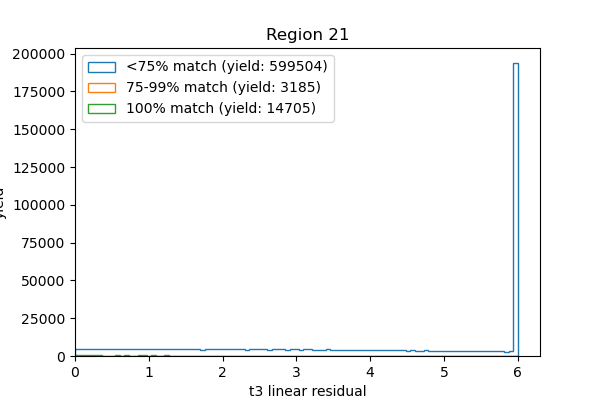 Region 21
200000
175000
150000
125000
100000
75000
50000
25000
0
<75% match (yield: 599504)
75-99% match (yield: 3185)
100% match (yield: 14705)
0 1 2 3 4 5 6
t3 linear residual